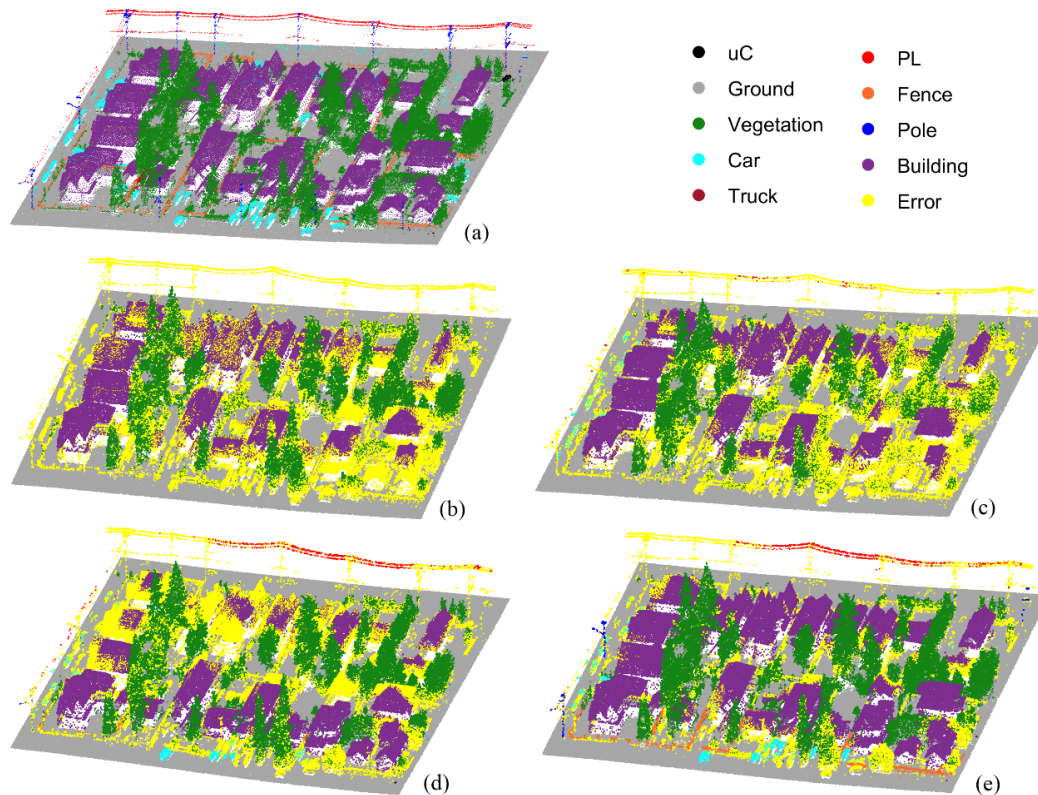 uC
Ground
Vegetation
Car
Truck
PL
Fence
Pole
Building
Error
(a)
(b)
(c)
(d)
(e)